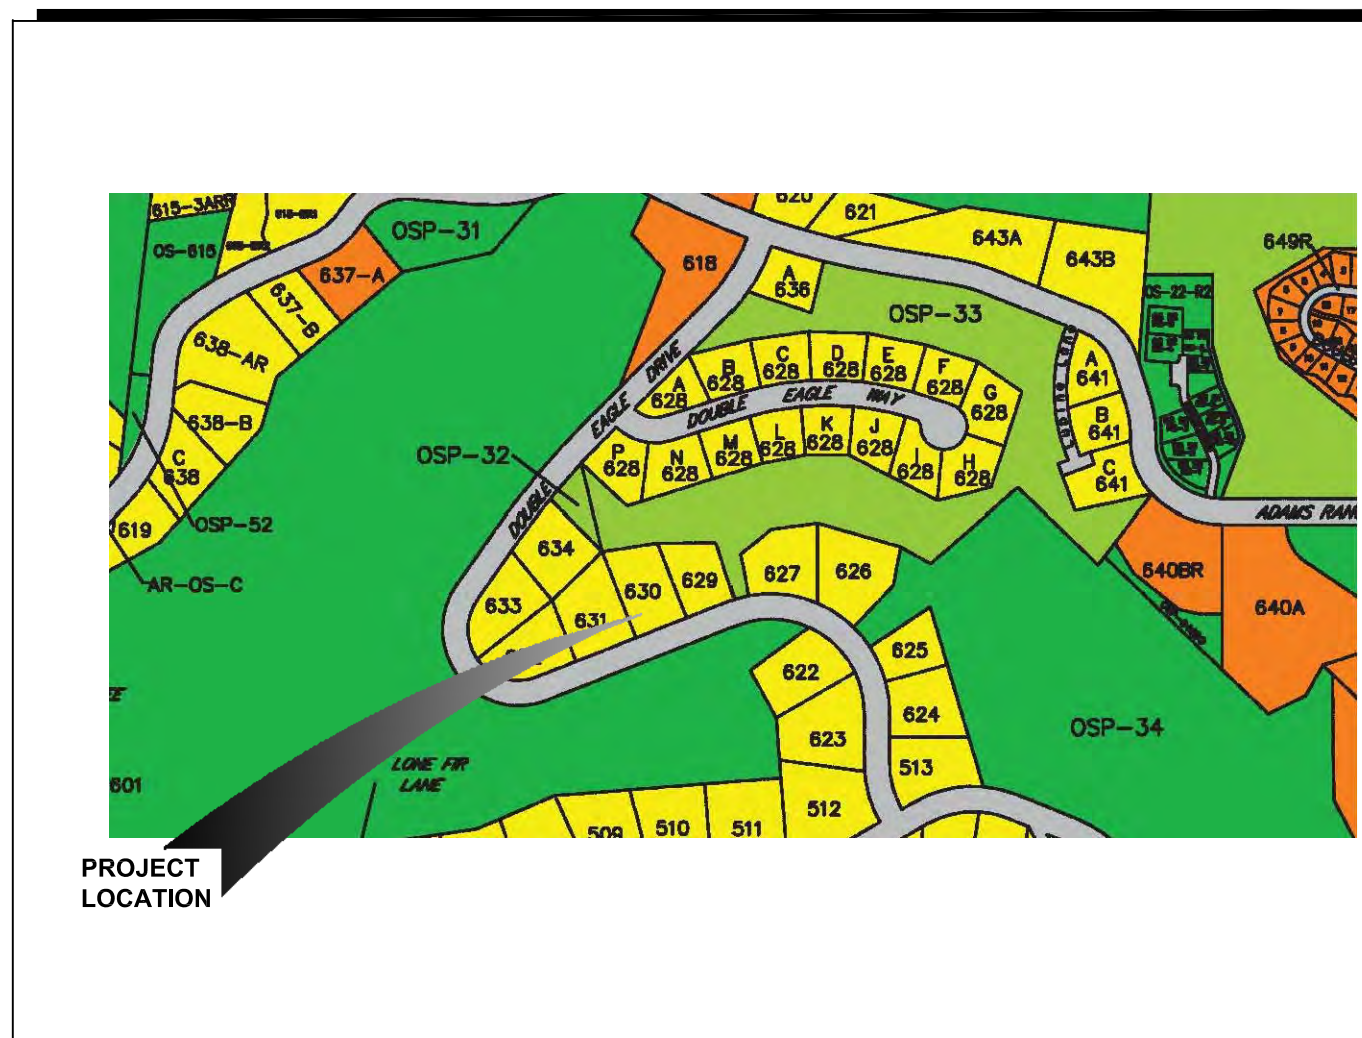 615-3ARR
OS-615
OSP-31
637-A
637-B
638-AR
638-B
C
638
619
OSP-52
AR-OS-C
620
621
643A
643B
649R
618
A
636
OSP-33
OS-22-R2
A
628
B
628
C
628
D
628
E
628
F
628
G
628
H
628
I
628
J
628
K
628
L
628
M
628
N
628
P
628
DOUBLE EAGLE WAY
DOUBLE EAGLE DRIVE
OSP-32
A
641
B
641
C
641
ADAMS RAN
634
633
631
630
629
627
626
640BR
640A
625
624
622
623
513
OSP-34
LONE FIR
LANE
601
509
510
511
512
PROJECT
LOCATION